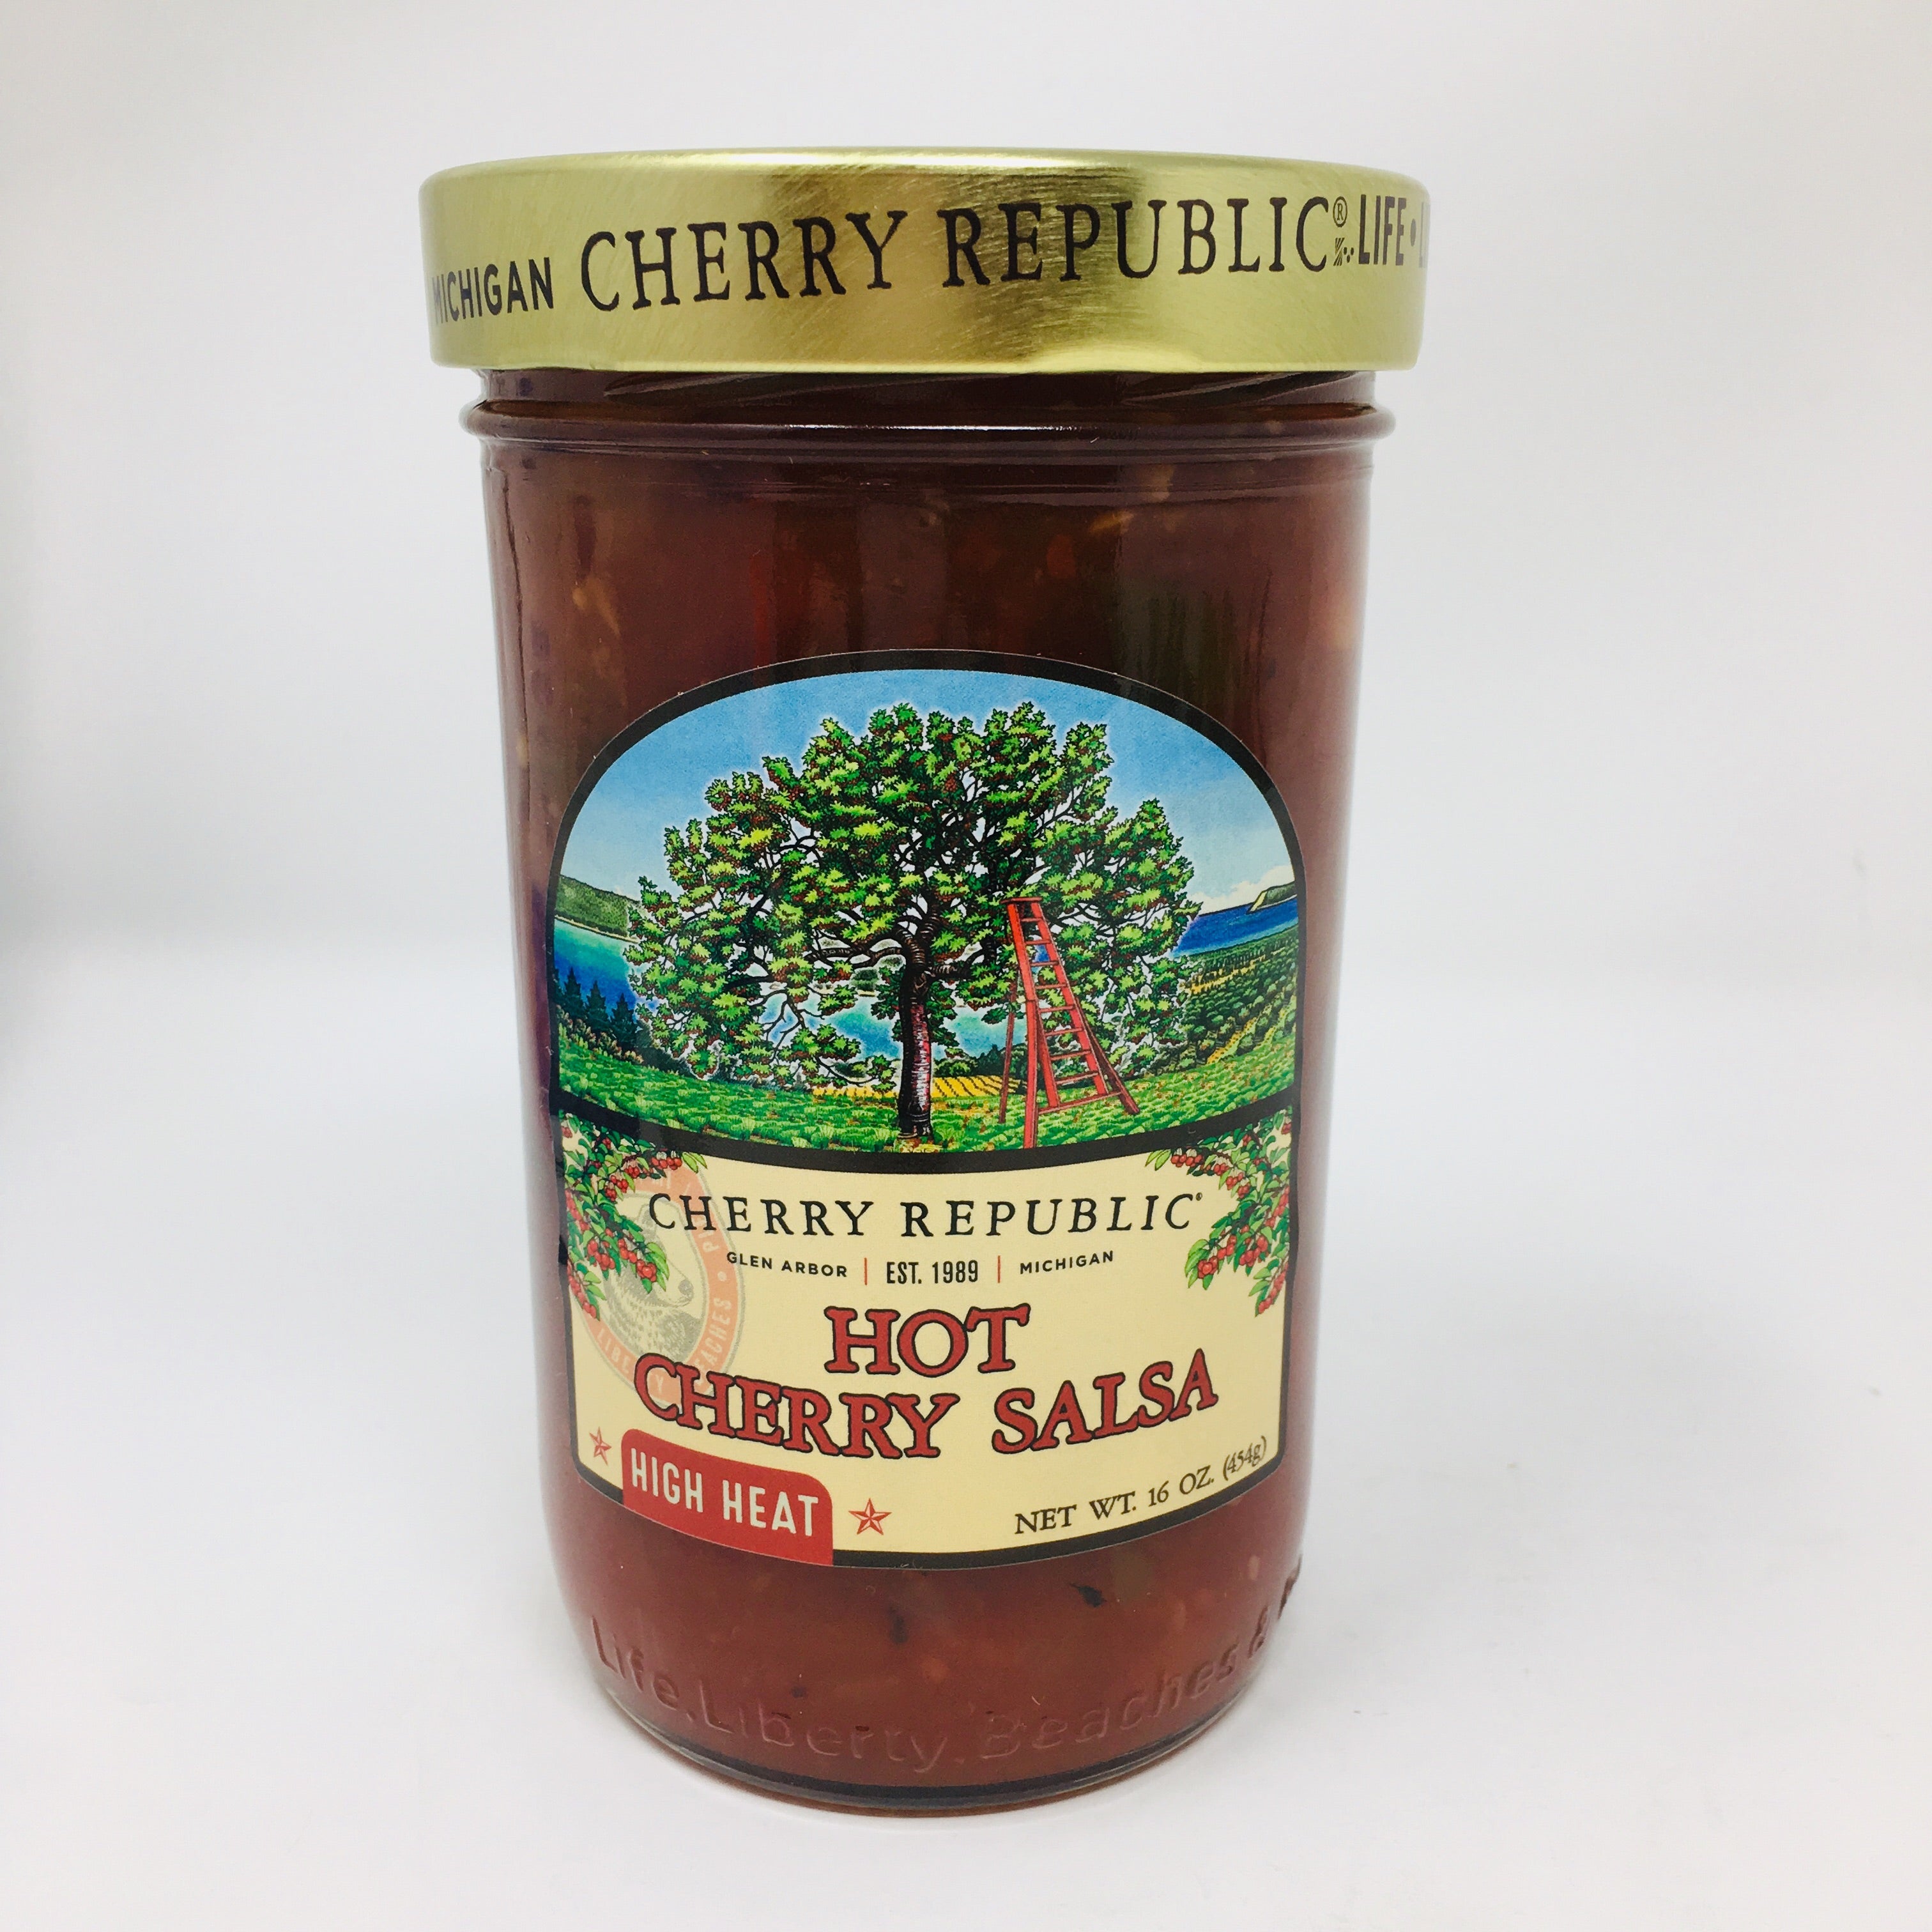 MICHIGAN CHERRY REPUBLIC® LIFE •
CHERRY REPUBLIC®
GLEN ARBOR | EST. 1989 | MICHIGAN
HOT
CHERRY SALSA
HIGH HEAT
NET WT. 16 OZ. (454g)
Life, Liberty, Beaches &